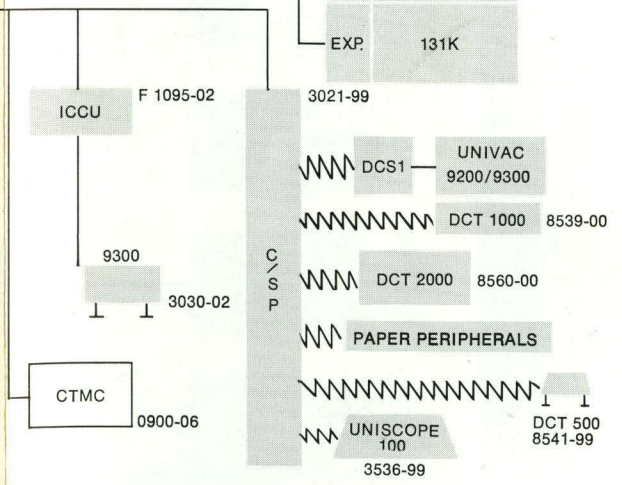 EXP.
131K
ICCU
F 1095-02
3021-99
DCS1
UNIVAC
9200/9300
DCT 1000
8539-00
C/SP
9300
3030-02
DCT 2000
8560-00
PAPER PERIPHERALS
CTMC
0900-06
DCT 500
8541-99
UNISCOPE
100
3536-99